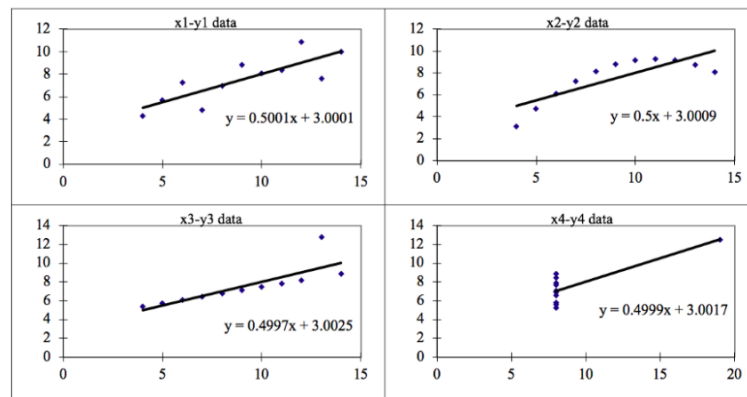 x1-y1 data
12
10
8
6
4
2
0
y = 0.5001x + 3.0001
0 5 10 15
x2-y2 data
12
10
8
6
4
2
0
y = 0.5x + 3.0009
0 5 10 15
x3-y3 data
14
12
10
8
6
4
2
0
y = 0.4997x + 3.0025
0 5 10 15
x4-y4 data
14
12
10
8
6
4
2
0
y = 0.4999x + 3.0017
0 5 10 15 20